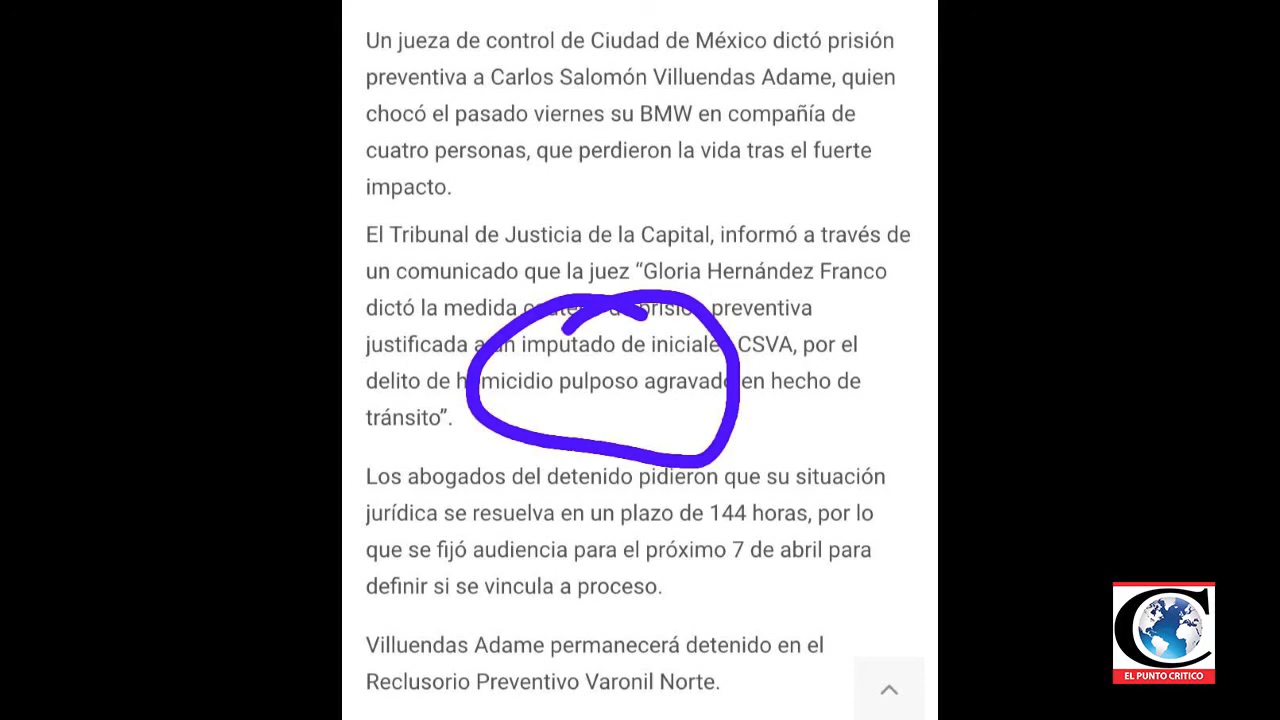 Un jueza de control de Ciudad de México dictó prisión
preventiva a Carlos Salomón Villuendas Adame, quien
chocó el pasado viernes su BMW en compañía de
cuatro personas, que perdieron la vida tras el fuerte
impacto.
El Tribunal de Justicia de la Capital, informó a través de
un comunicado que la juez “Gloria Hernández Franco
dictó la medida prisión preventiva
justificada a un imputado de iniciales CSVA, por el
delito de homicidio pulposo agravado en hecho de
tránsito”.
Los abogados del detenido pidieron que su situación
jurídica se resuelva en un plazo de 144 horas, por lo
que se fijó audiencia para el próximo 7 de abril para
definir si se vincula a proceso.
Villuendas Adame permanecerá detenido en el
Reclusorio Preventivo Varonil Norte.
C
EL PUNTO CRITICO